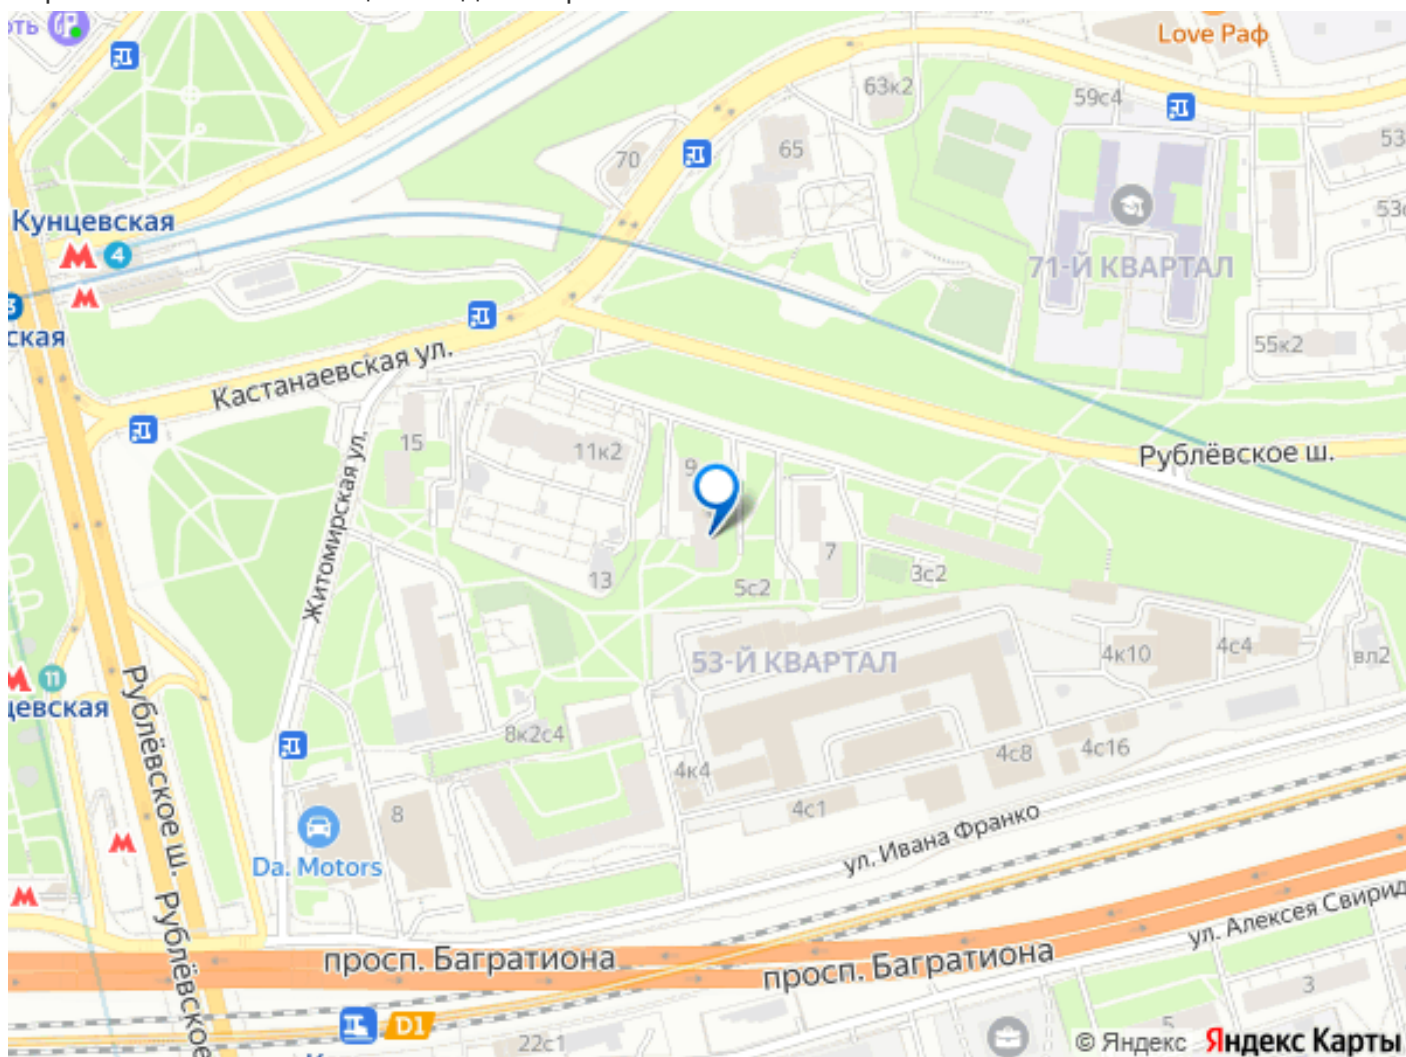 Love Раф
63к2
59с4
53
65
70
Кунцевская
4
53
71-Й КВАРТАЛ
ская
55к2
Кастанаевская ул.
15
11к2
9
Рублёвское ш.
Житомирская ул.
7
13
5с2
3с2
53-Й КВАРТАЛ
4к10
4с4
вл2
11
цевская
Рублёвское ш.
8к2с4
4к4
4с8
4с16
4с1
8
Da. Motors
ул. Ивана Франко
Рублёвское
ул. Алексея Свирид
просп. Багратиона
просп. Багратиона
3
D1
22с1
5
© Яндекс Яндекс Карты